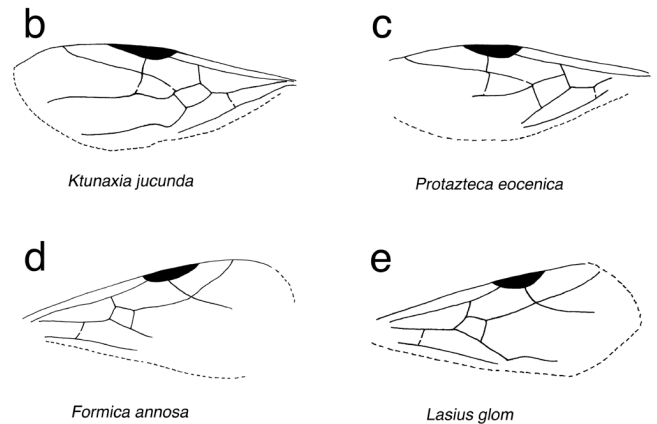 b
c
Ktunaxia jucunda
Protazteca eocenica
d
e
Formica annosa
Lasius glom